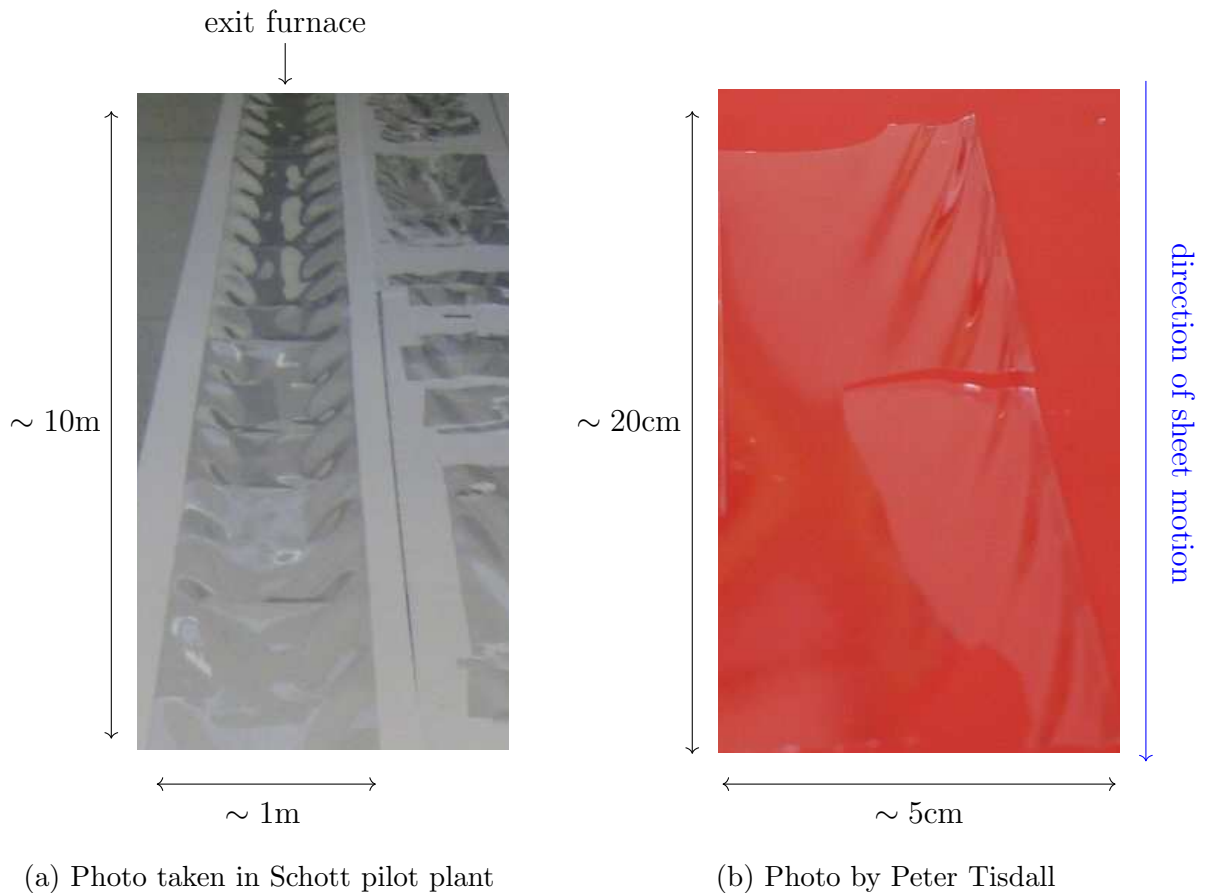 exit furnace
∼ 10m
∼ 1m
(a) Photo taken in Schott pilot plant
∼ 20cm
∼ 5cm
direction of sheet motion
(b) Photo by Peter Tisdall